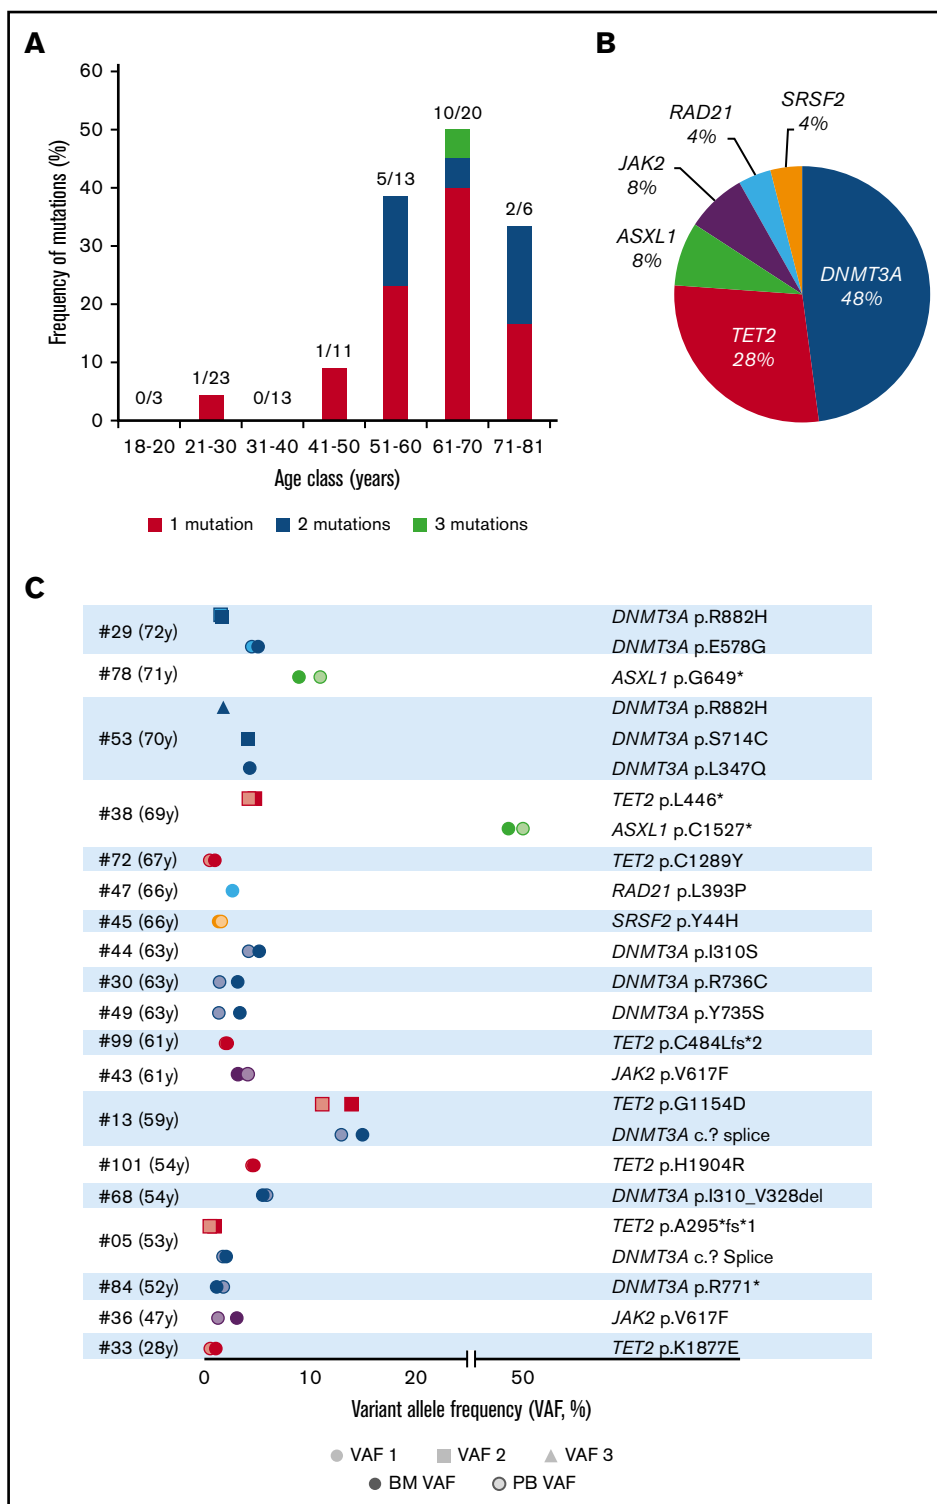 A
B
Frequency of mutations (%)
60
50
40
30
20
10
0
0/3
1/23
0/13
1/11
5/13
10/20
2/6
18-20 21-30 31-40 41-50 51-60 61-70 71-81
Age class (years)
1 mutation 2 mutations 3 mutations
SRSF2
4%
RAD21
4%
JAK2
8%
ASXL1
8%
TET2
28%
DNMT3A
48%
C
#29 (72y)
DNMT3A p.R882H
DNMT3A p.E578G
#78 (71y)
ASXL1 p.G649*
#53 (70y)
DNMT3A p.R882H
DNMT3A p.S714C
DNMT3A p.L347Q
#38 (69y)
TET2 p.L446*
ASXL1 p.C1527*
#72 (67y) TET2 p.C1289Y
#47 (66y) RAD21 p.L393P
#45 (66y) SRSF2 p.Y44H
#44 (63y) DNMT3A p.I310S
#30 (63y) DNMT3A p.R736C
#49 (63y) DNMT3A p.Y735S
#99 (61y) TET2 p.C484Lfs*2
#43 (61y) JAK2 p.V617F
#13 (59y)
TET2 p.G1154D
DNMT3A c.? splice
#101 (54y) TET2 p.H1904R
#68 (54y) DNMT3A p.I310_V328del
#05 (53y)
TET2 p.A295*fs*1
DNMT3A c.? Splice
#84 (52y) DNMT3A p.R771*
#36 (47y) JAK2 p.V617F
#33 (28y) TET2 p.K1877E
0 10 20 50
Variant allele frequency (VAF, %)
VAF 1 VAF 2 VAF 3
BM VAF PB VAF